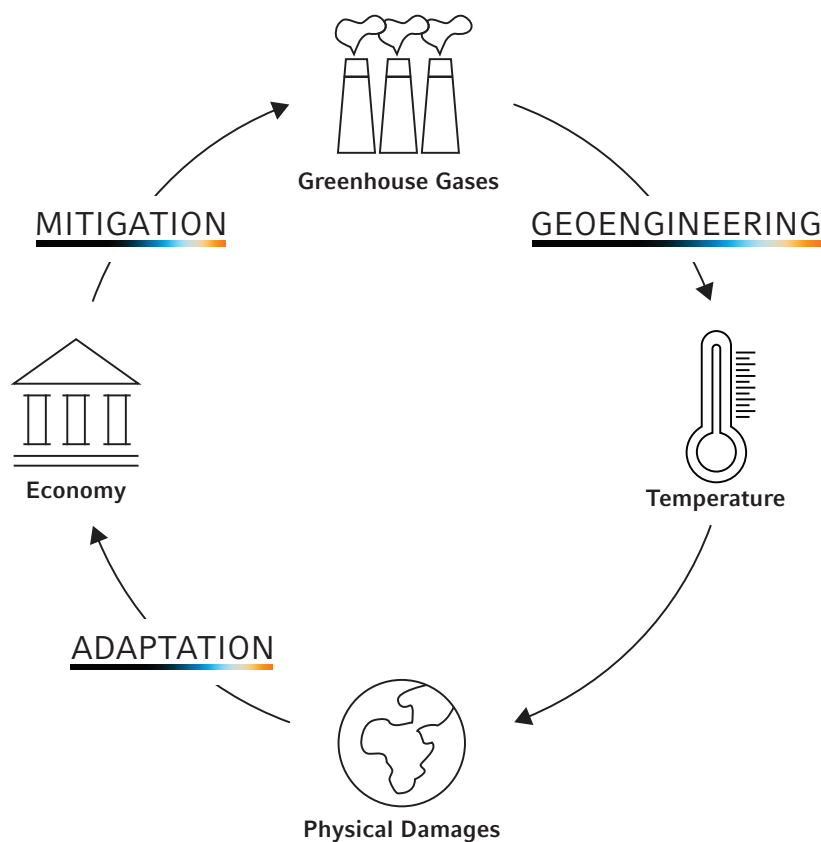 Greenhouse Gases
MITIGATION
GEOENGINEERING
Economy
Temperature
ADAPTATION
Physical Damages